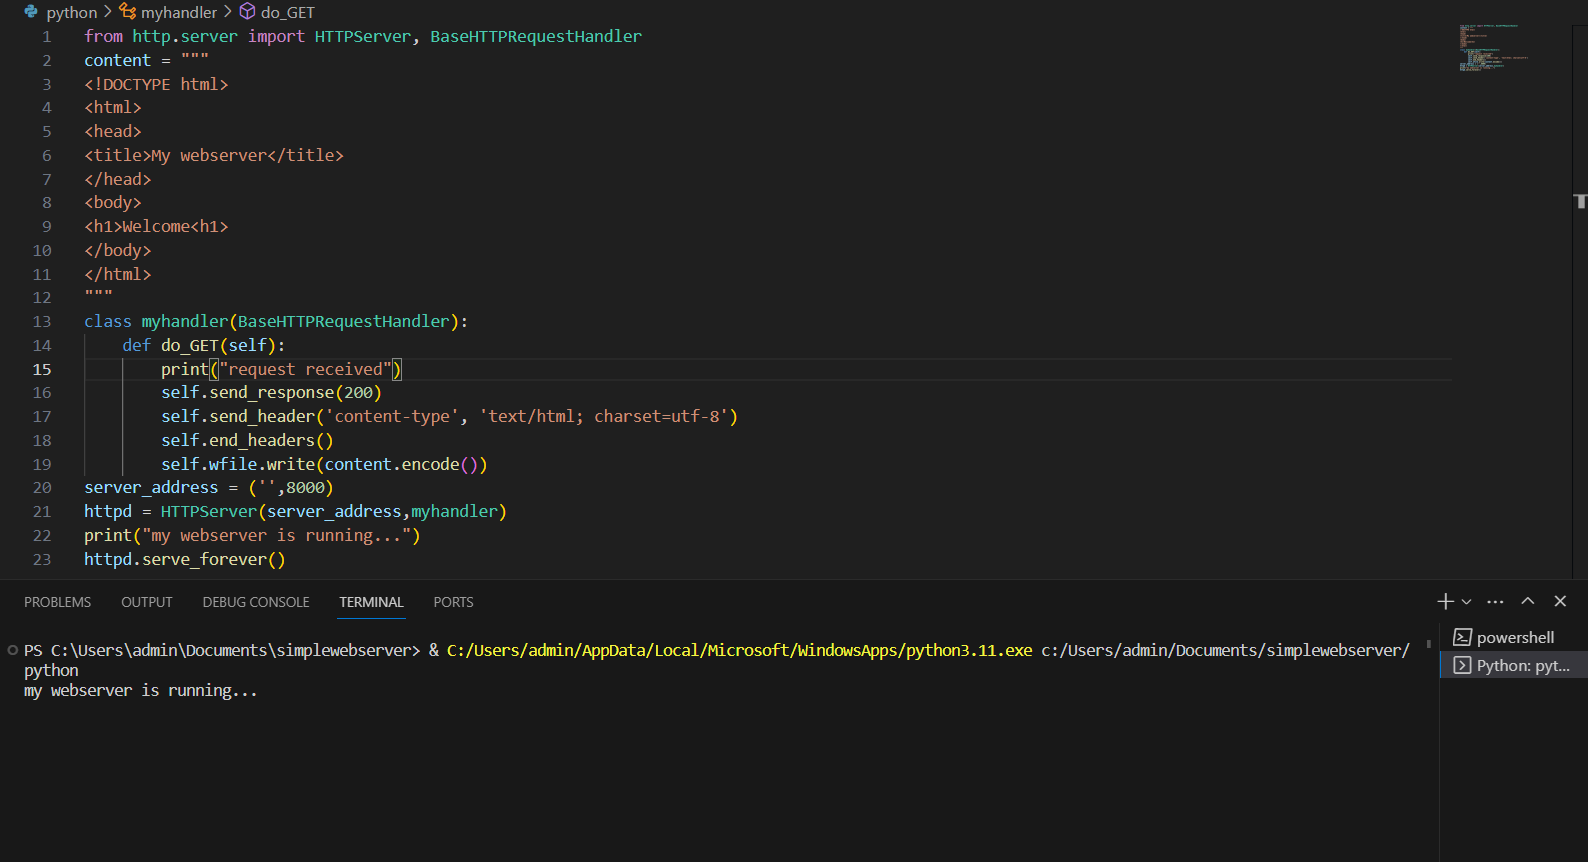 python > myhandler > do_GET
1 from http.server import HTTPServer, BaseHTTPRequestHandler
2 content = """
3 <!DOCTYPE html>
4 <html>
5 <head>
6 <title>My webserver</title>
7 </head>
8 <body>
9 <h1>Welcome<h1>
10 </body>
11 </html>
12 """
13 class myhandler(BaseHTTPRequestHandler):
14     def do_GET(self):
15         print("request received")
16         self.send_response(200)
17         self.send_header('content-type', 'text/html; charset=utf-8')
18         self.end_headers()
19         self.wfile.write(content.encode())
20 server_address = ('',8000)
21 httpd = HTTPServer(server_address,myhandler)
22 print("my webserver is running...")
23 httpd.serve_forever()
PROBLEMS OUTPUT DEBUG CONSOLE TERMINAL PORTS
PS C:\Users\admin\Documents\simplewebserver> & C:/Users/admin/AppData/Local/Microsoft/WindowsApps/python3.11.exe c:/Users/admin/Documents/simplewebserver/
python
my webserver is running...
powershell
Python: pyt...